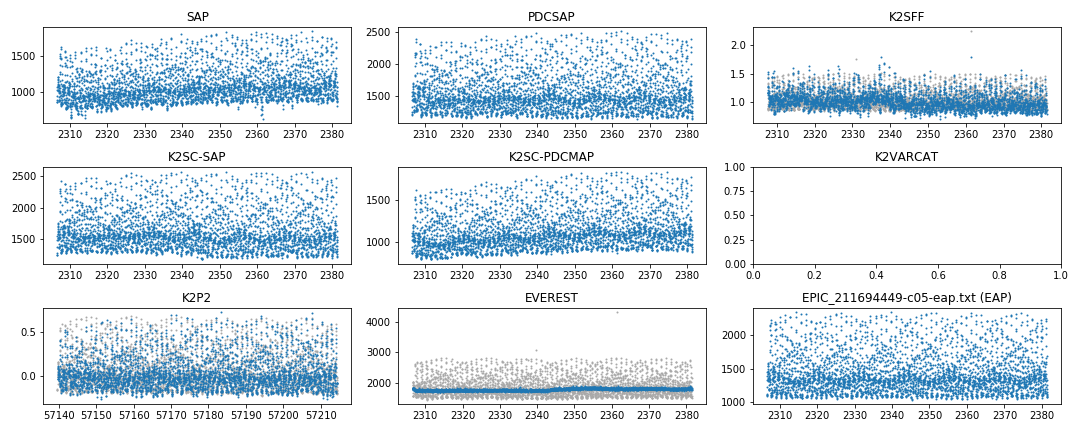 SAP
1500
1000
2310 2320 2330 2340 2350 2360 2370 2380
PDCSAP
2500
2000
1500
2310 2320 2330 2340 2350 2360 2370 2380
K2SFF
2.0
1.5
1.0
2310 2320 2330 2340 2350 2360 2370 2380
K2SC-SAP
2500
2000
1500
2310 2320 2330 2340 2350 2360 2370 2380
K2SC-PDCMAP
1500
1000
2310 2320 2330 2340 2350 2360 2370 2380
K2VARCAT
1.00
0.75
0.50
0.25
0.00
0.0 0.2 0.4 0.6 0.8 1.0
K2P2
0.5
0.0
57140 57150 57160 57170 57180 57190 57200 57210
EVEREST
4000
3000
2000
2310 2320 2330 2340 2350 2360 2370 2380
EPIC_211694449-c05-eap.txt (EAP)
2000
1500
1000
2310 2320 2330 2340 2350 2360 2370 2380